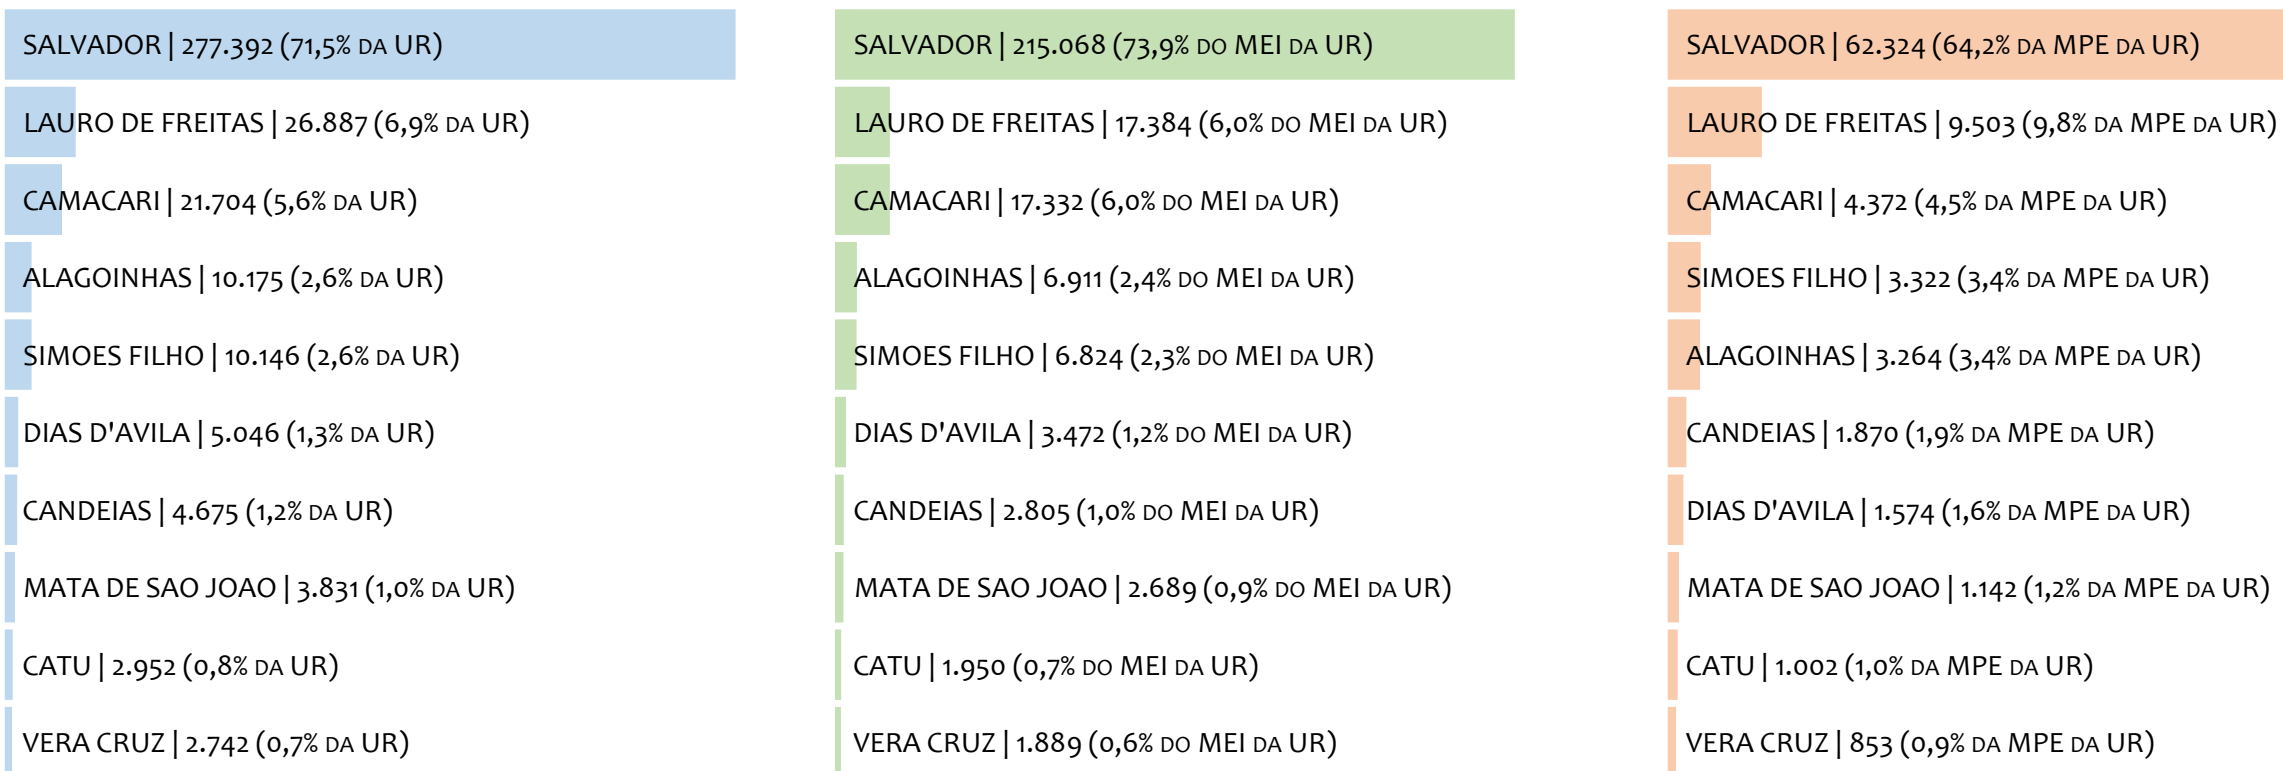 SALVADOR | 277.392 (71,5% DA UR)
LAURO DE FREITAS | 26.887 (6,9% DA UR)
CAMACARI | 21.704 (5,6% DA UR)
ALAGOINHAS | 10.175 (2,6% DA UR)
SIMOES FILHO | 10.146 (2,6% DA UR)
DIAS D'AVILA | 5.046 (1,3% DA UR)
CANDEIAS | 4.675 (1,2% DA UR)
MATA DE SAO JOAO | 3.831 (1,0% DA UR)
CATU | 2.952 (0,8% DA UR)
VERA CRUZ | 2.742 (0,7% DA UR)
SALVADOR | 215.068 (73,9% DO MEI DA UR)
LAURO DE FREITAS | 17.384 (6,0% DO MEI DA UR)
CAMACARI | 17.332 (6,0% DO MEI DA UR)
ALAGOINHAS | 6.911 (2,4% DO MEI DA UR)
SIMOES FILHO | 6.824 (2,3% DO MEI DA UR)
DIAS D'AVILA | 3.472 (1,2% DO MEI DA UR)
CANDEIAS | 2.805 (1,0% DO MEI DA UR)
MATA DE SAO JOAO | 2.689 (0,9% DO MEI DA UR)
CATU | 1.950 (0,7% DO MEI DA UR)
VERA CRUZ | 1.889 (0,6% DO MEI DA UR)
SALVADOR | 62.324 (64,2% DA MPE DA UR)
LAURO DE FREITAS | 9.503 (9,8% DA MPE DA UR)
CAMACARI | 4.372 (4,5% DA MPE DA UR)
SIMOES FILHO | 3.322 (3,4% DA MPE DA UR)
ALAGOINHAS | 3.264 (3,4% DA MPE DA UR)
CANDEIAS | 1.870 (1,9% DA MPE DA UR)
DIAS D'AVILA | 1.574 (1,6% DA MPE DA UR)
MATA DE SAO JOAO | 1.142 (1,2% DA MPE DA UR)
CATU | 1.002 (1,0% DA MPE DA UR)
VERA CRUZ | 853 (0,9% DA MPE DA UR)